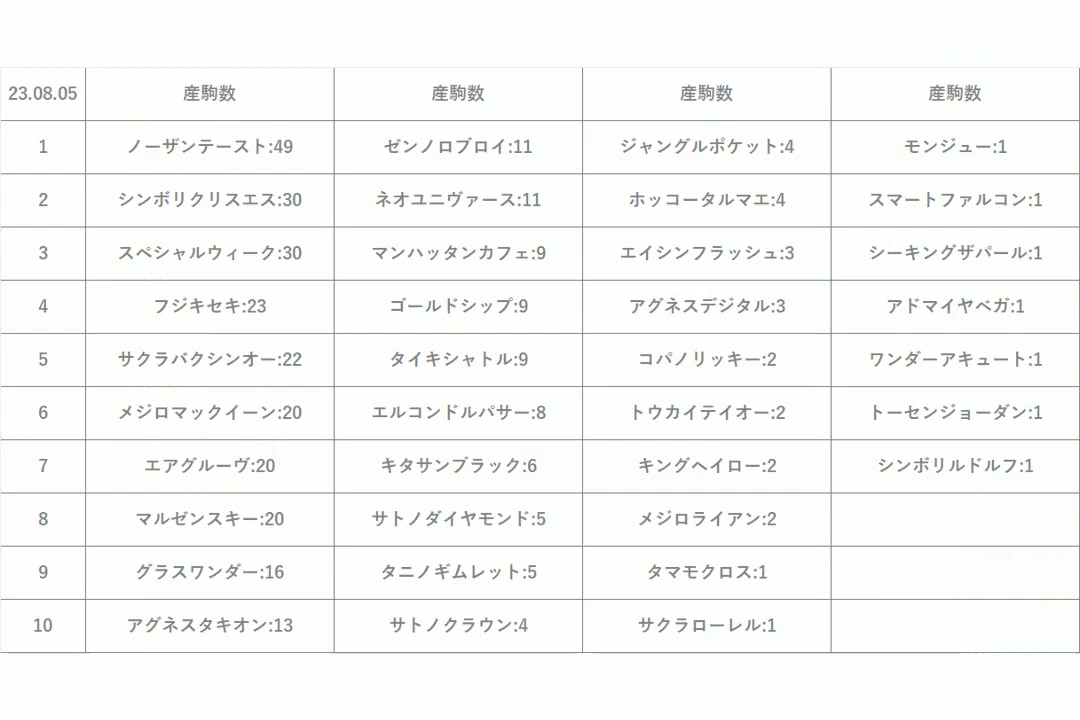 23.08.05 産駒数 産駒数 産駒数 産駒数
1 ノーザンテースト:49 ゼンノロブロイ:11 ジャングルポケット:4 モンジュー:1
2 シンボリクリスエス:30 ネオユニヴァース:11 ホッコータルマエ:4 スマートファルコン:1
3 スペシャルウィーク:30 マンハッタンカフェ:9 エイシンフラッシュ:3 シーキングザパール:1
4 フジキセキ:23 ゴールドシップ:9 アグネスデジタル:3 アドマイヤベガ:1
5 サクラバクシンオー:22 タイキシャトル:9 コパノリッキー:2 ワンダーアキュート:1
6 メジロマックイーン:20 エルコンドルパサー:8 トウカイテイオー:2 トーセンジョーダン:1
7 エアグルーヴ:20 キタサンブラック:6 キングヘイロー:2 シンボリルドルフ:1
8 マルゼンスキー:20 サトノダイヤモンド:5 メジロライアン:2
9 グラスワンダー:16 タニノギムレット:5 タマモクロス:1
10 アグネスタキオン:13 サトノクラウン:4 サクラローレル:1